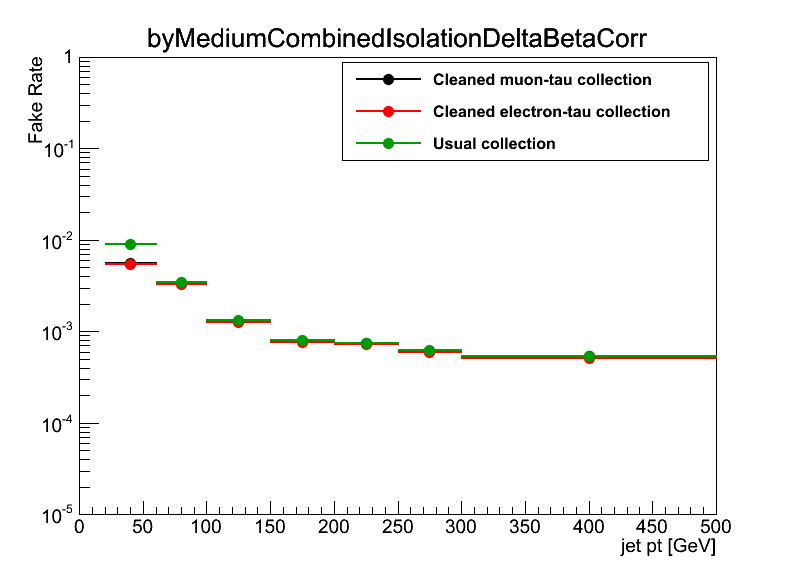 byMediumCombinedIsolationDeltaBetaCorr
Fake Rate
1
10^-1
10^-2
10^-3
10^-4
10^-5
Cleaned muon-tau collection
Cleaned electron-tau collection
Usual collection
0 50 100 150 200 250 300 350 400 450 500
jet pt [GeV]